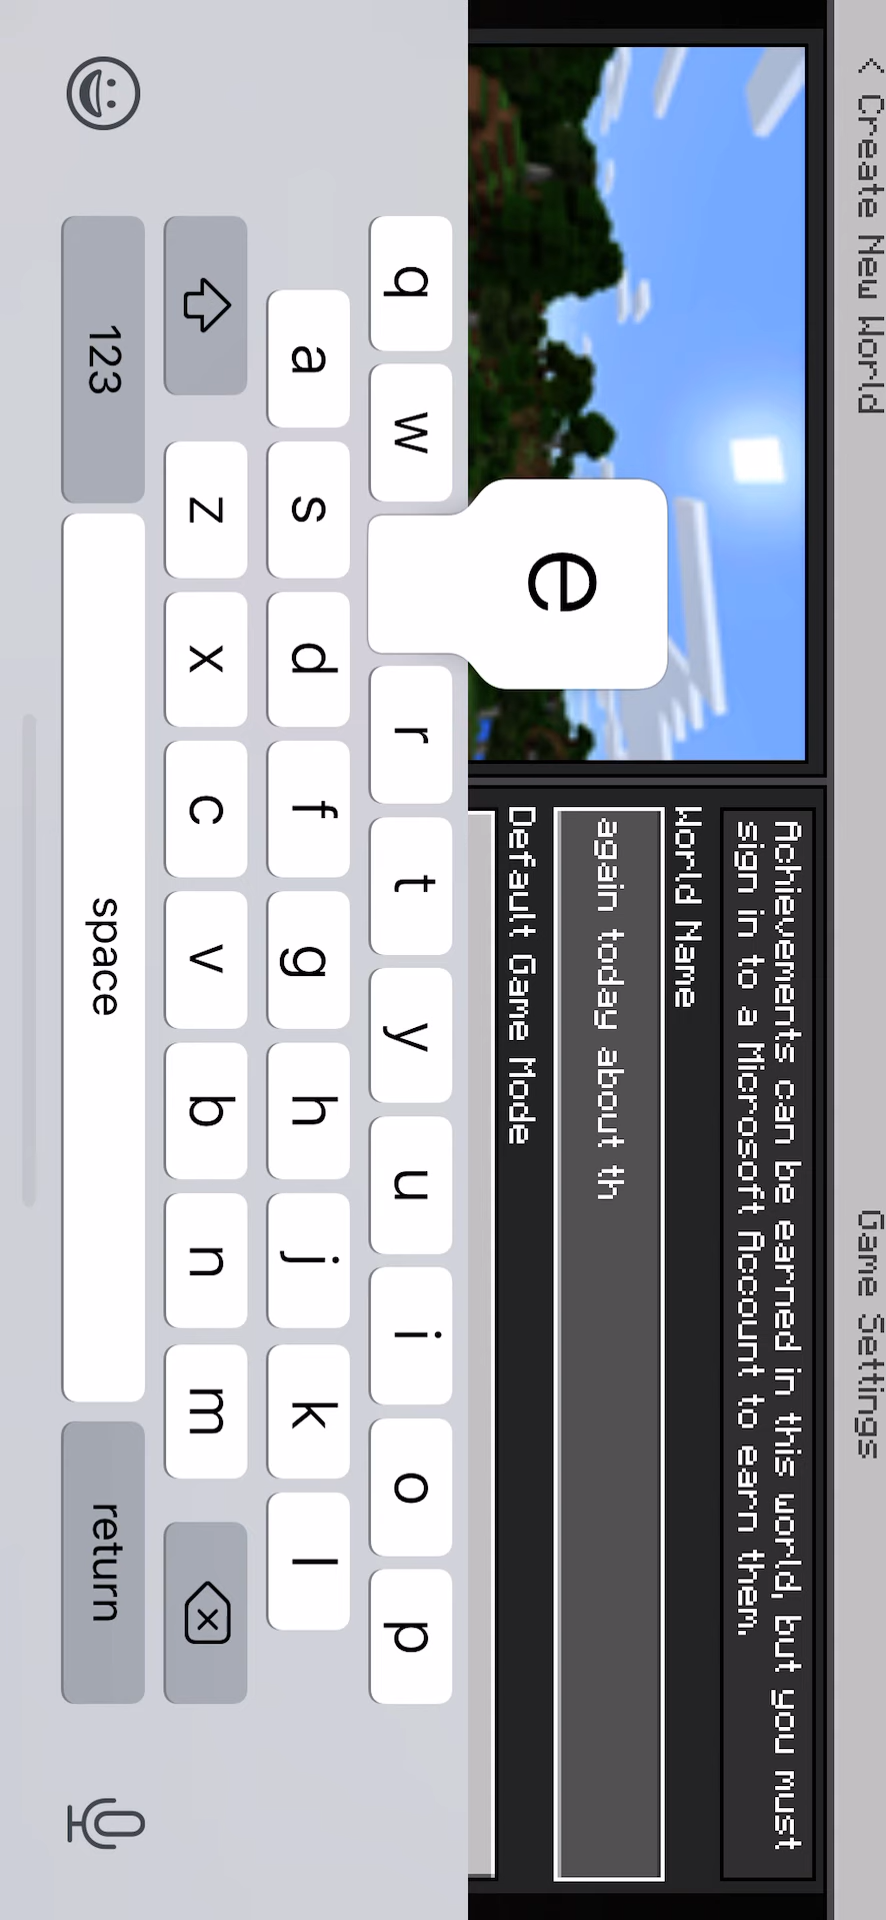 < Create New World
Game Settings
Achievements can be earned in this world, but you must
sign in to a Microsoft Account to earn them.
World Name
again today about th
Default Game Mode
e
q w r t y u i o p
a s d f g h j k l
z x c v b n m
123 space return